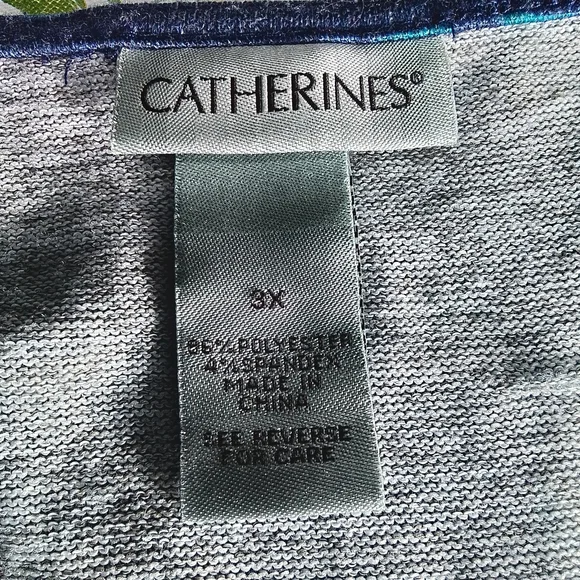 CATHERINES®
3X
96% POLYESTER
4% SPANDEX
MADE IN
CHINA
SEE REVERSE
FOR CARE